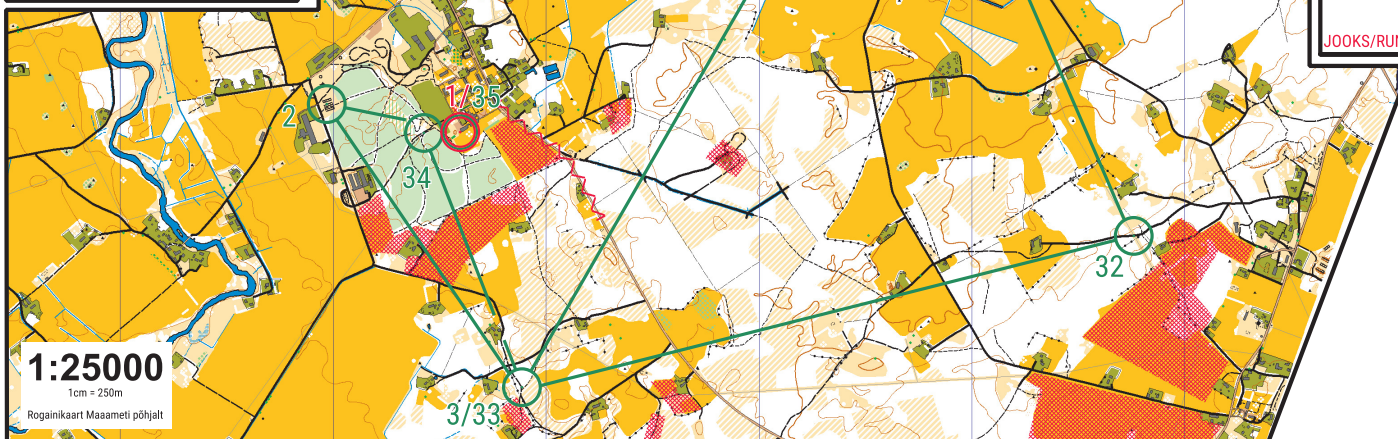 JOOKS/RUN
1/35
2
34
32
3/33
1:25000
1cm = 250m
Rogainikaart Maaameti põhjalt